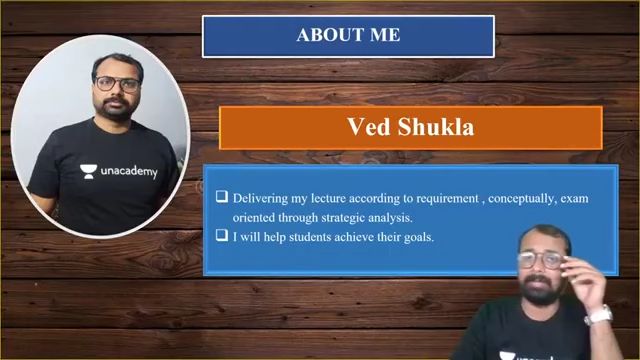 ABOUT ME
unacademy
Ved Shukla
Delivering my lecture according to requirement , conceptually, exam
oriented through strategic analysis.
I will help students achieve their goals.